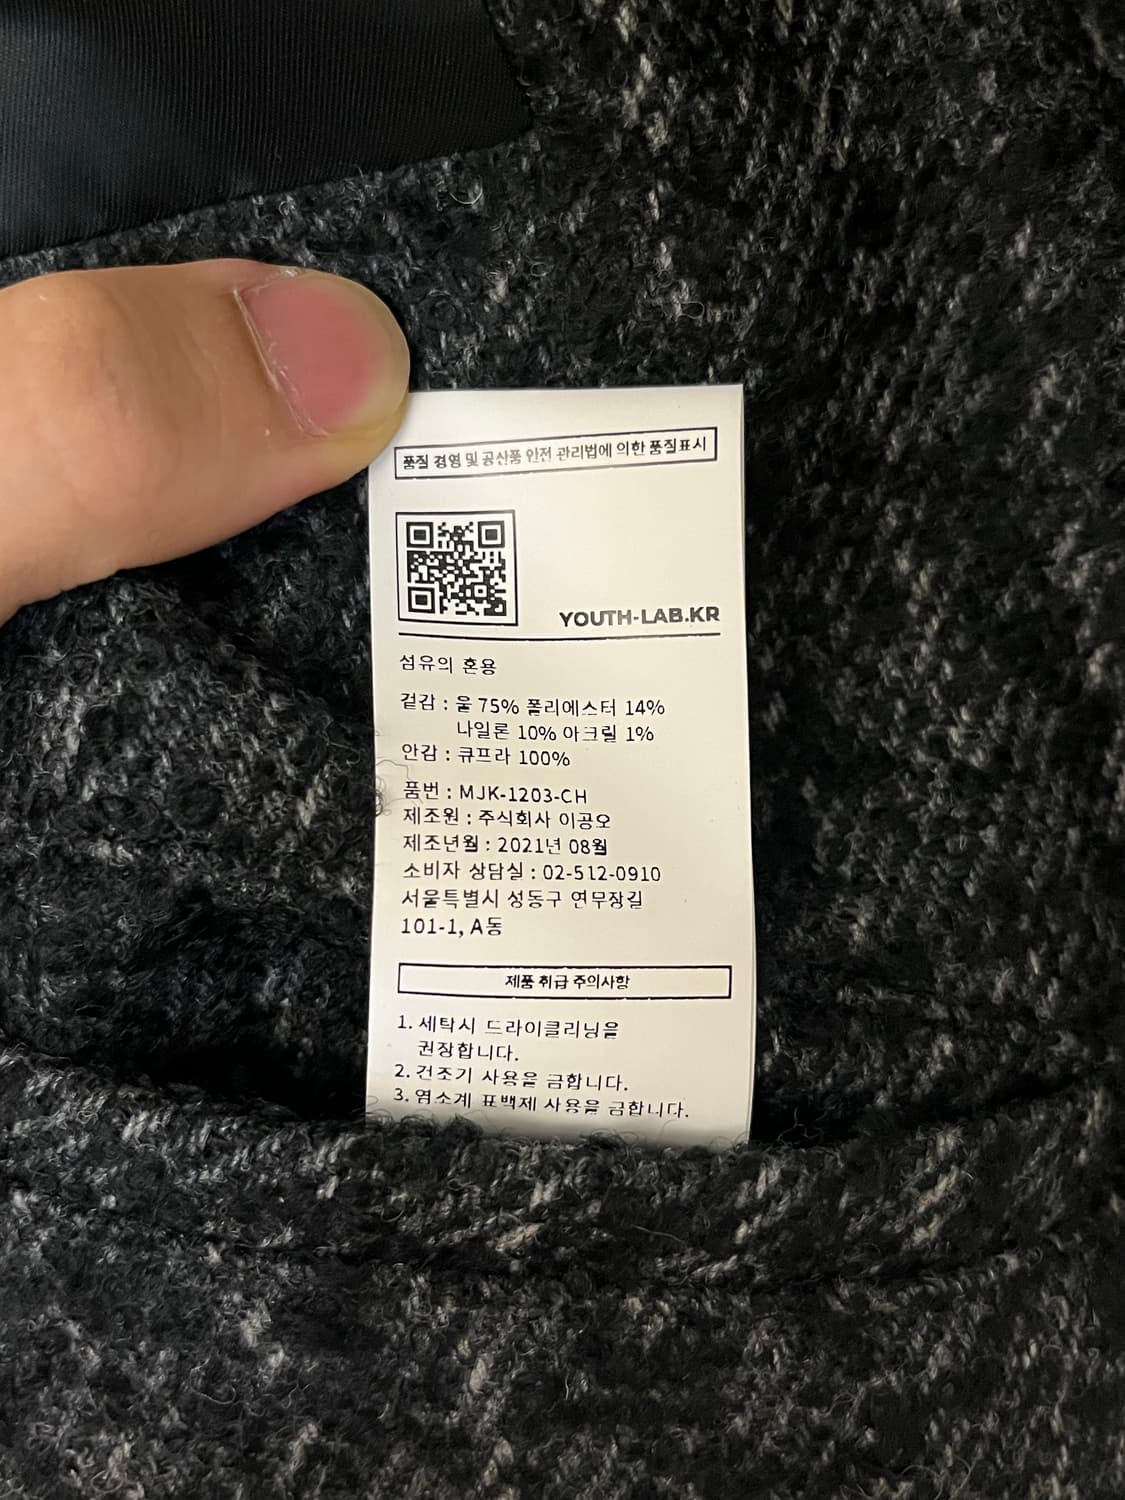 품질 경영 및 공산품 안전 관리법에 의한 품질표시
YOUTH-LAB.KR
섬유의 혼용
겉감 : 울 75% 폴리에스터 14%
나일론 10% 아크릴 1%
안감 : 큐프라 100%
품번 : MJK-1203-CH
제조원 : 주식회사 이공오
제조년월 : 2021년 08월
소비자 상담실 : 02-512-0910
서울특별시 성동구 연무장길
101-1, A동
제품 취급 주의사항
1. 세탁시 드라이클리닝을
권장합니다.
2. 건조기 사용을 금합니다.
3. 염소계 표백제 사용을 금합니다.